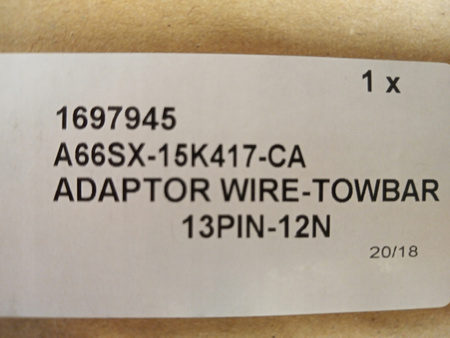 1 x
1697945
A66SX-15K417-CA
ADAPTOR WIRE-TOWBAR
13PIN-12N
20/18